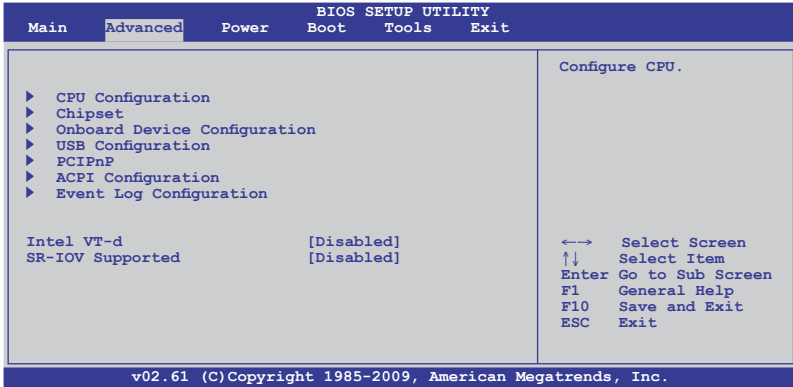 BIOS SETUP UTILITY
Main Advanced Power Boot Tools Exit
Configure CPU.
CPU Configuration
Chipset
Onboard Device Configuration
USB Configuration
PCIPnP
ACPI Configuration
Event Log Configuration
Intel VT-d [Disabled]
SR-IOV Supported [Disabled]
←→ Select Screen
↑↓ Select Item
Enter Go to Sub Screen
F1 General Help
F10 Save and Exit
ESC Exit
v02.61 (C)Copyright 1985-2009, American Megatrends, Inc.